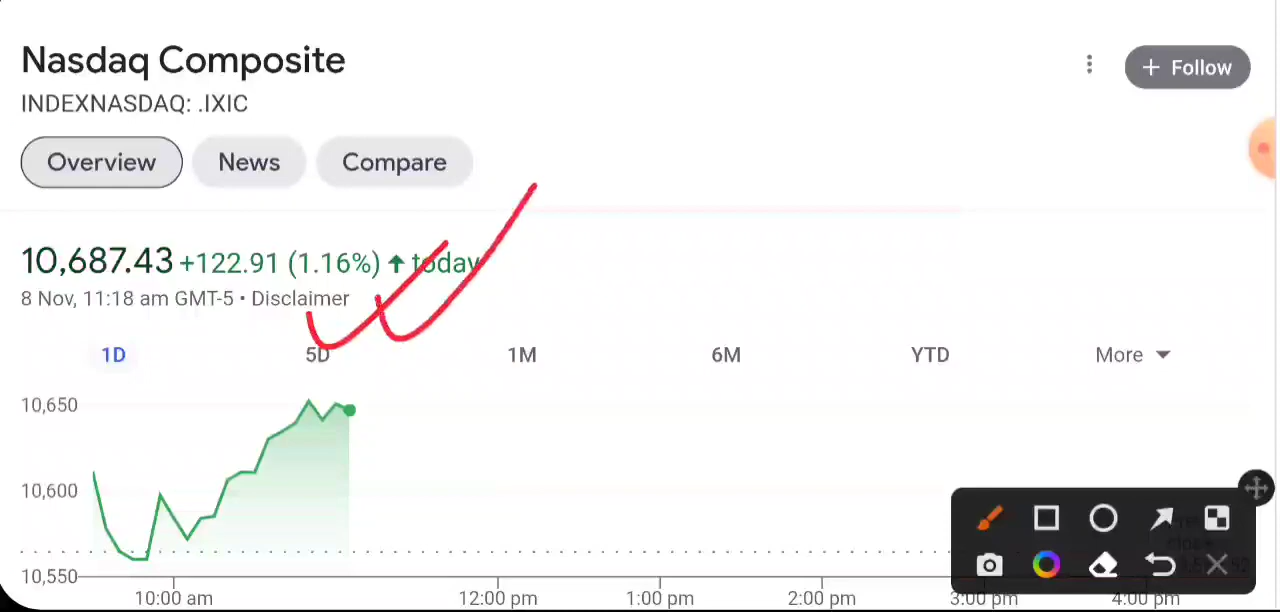 Nasdaq Composite
+ Follow
INDEXNASDAQ: .IXIC
Overview News Compare
10,687.43 +122.91 (1.16%) ↑ today
8 Nov, 11:18 am GMT-5 • Disclaimer
1D 5D 1M 6M YTD More
10,650
10,600
10,550
10:00 am 12:00 pm 1:00 pm 2:00 pm 3:00 pm 4:00 pm